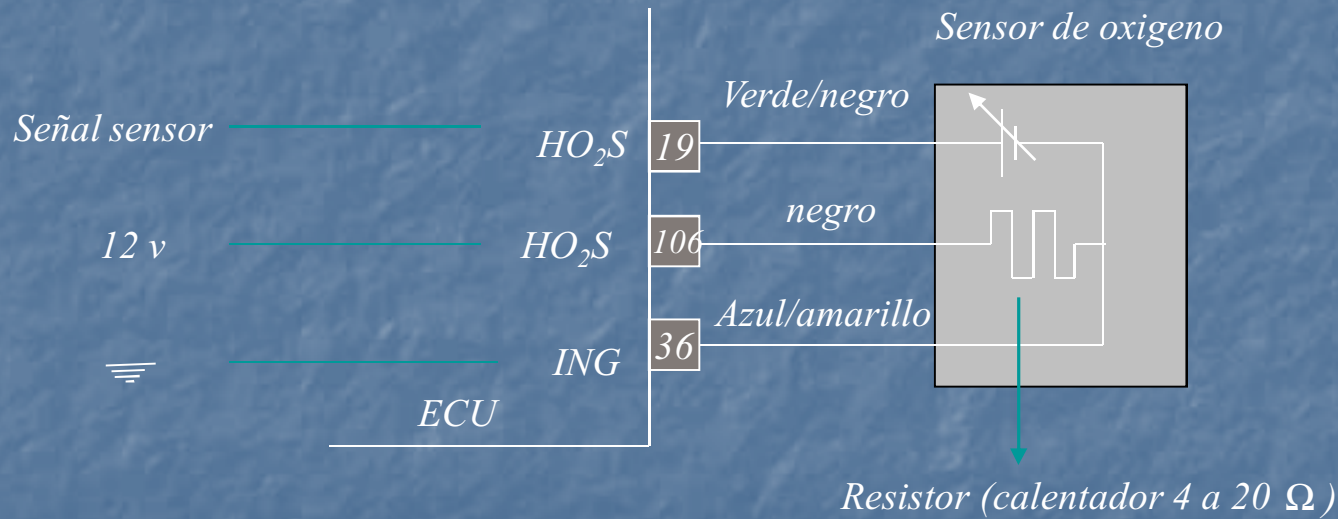 Sensor de oxigeno
Verde/negro
Señal sensor
HO₂S 19
negro
12 v
HO₂S 106
Azul/amarillo
ING 36
ECU
Resistor (calentador 4 a 20 Ω )